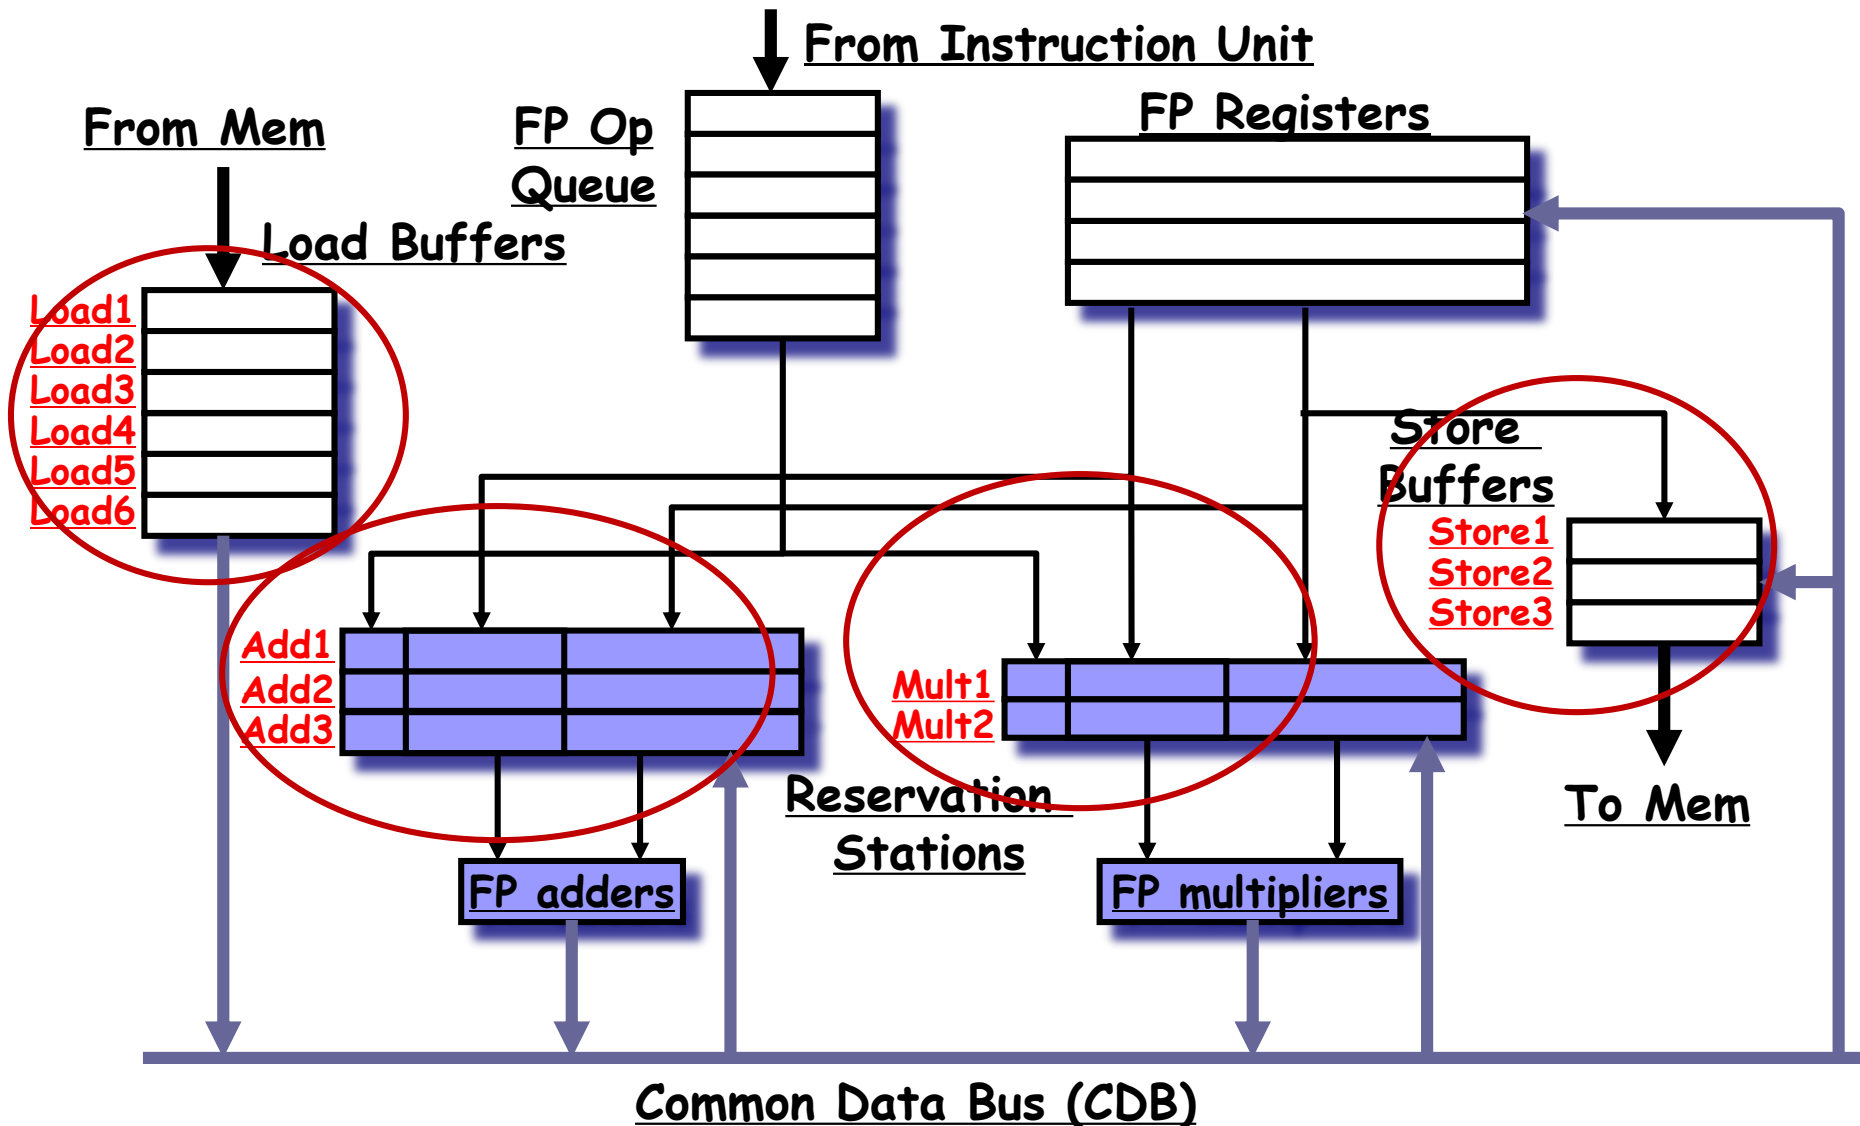 From Instruction Unit
From Mem
FP Op
Queue
FP Registers
Load Buffers
Load1
Load2
Load3
Load4
Load5
Load6
Store
Buffers
Store1
Store2
Store3
Add1
Add2
Add3
Mult1
Mult2
Reservation
Stations
To Mem
FP adders
FP multipliers
Common Data Bus (CDB)